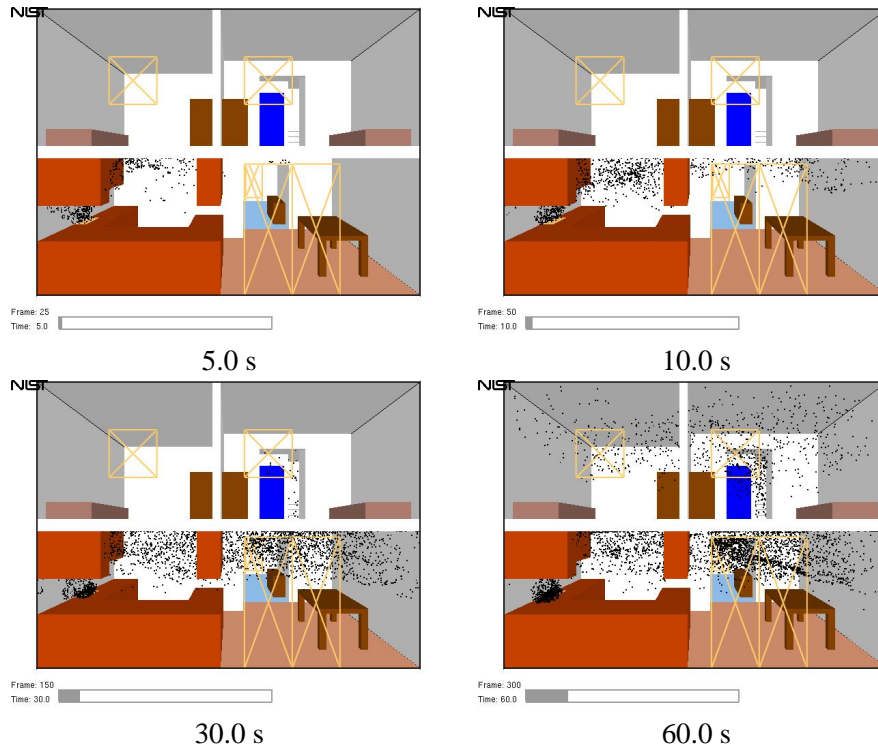 NIST
NIST
Frame: 25
Time: 5.0
Frame: 50
Time: 10.0
5.0 s
10.0 s
NIST
NIST
Frame: 150
Time: 30.0
Frame: 300
Time: 60.0
30.0 s
60.0 s